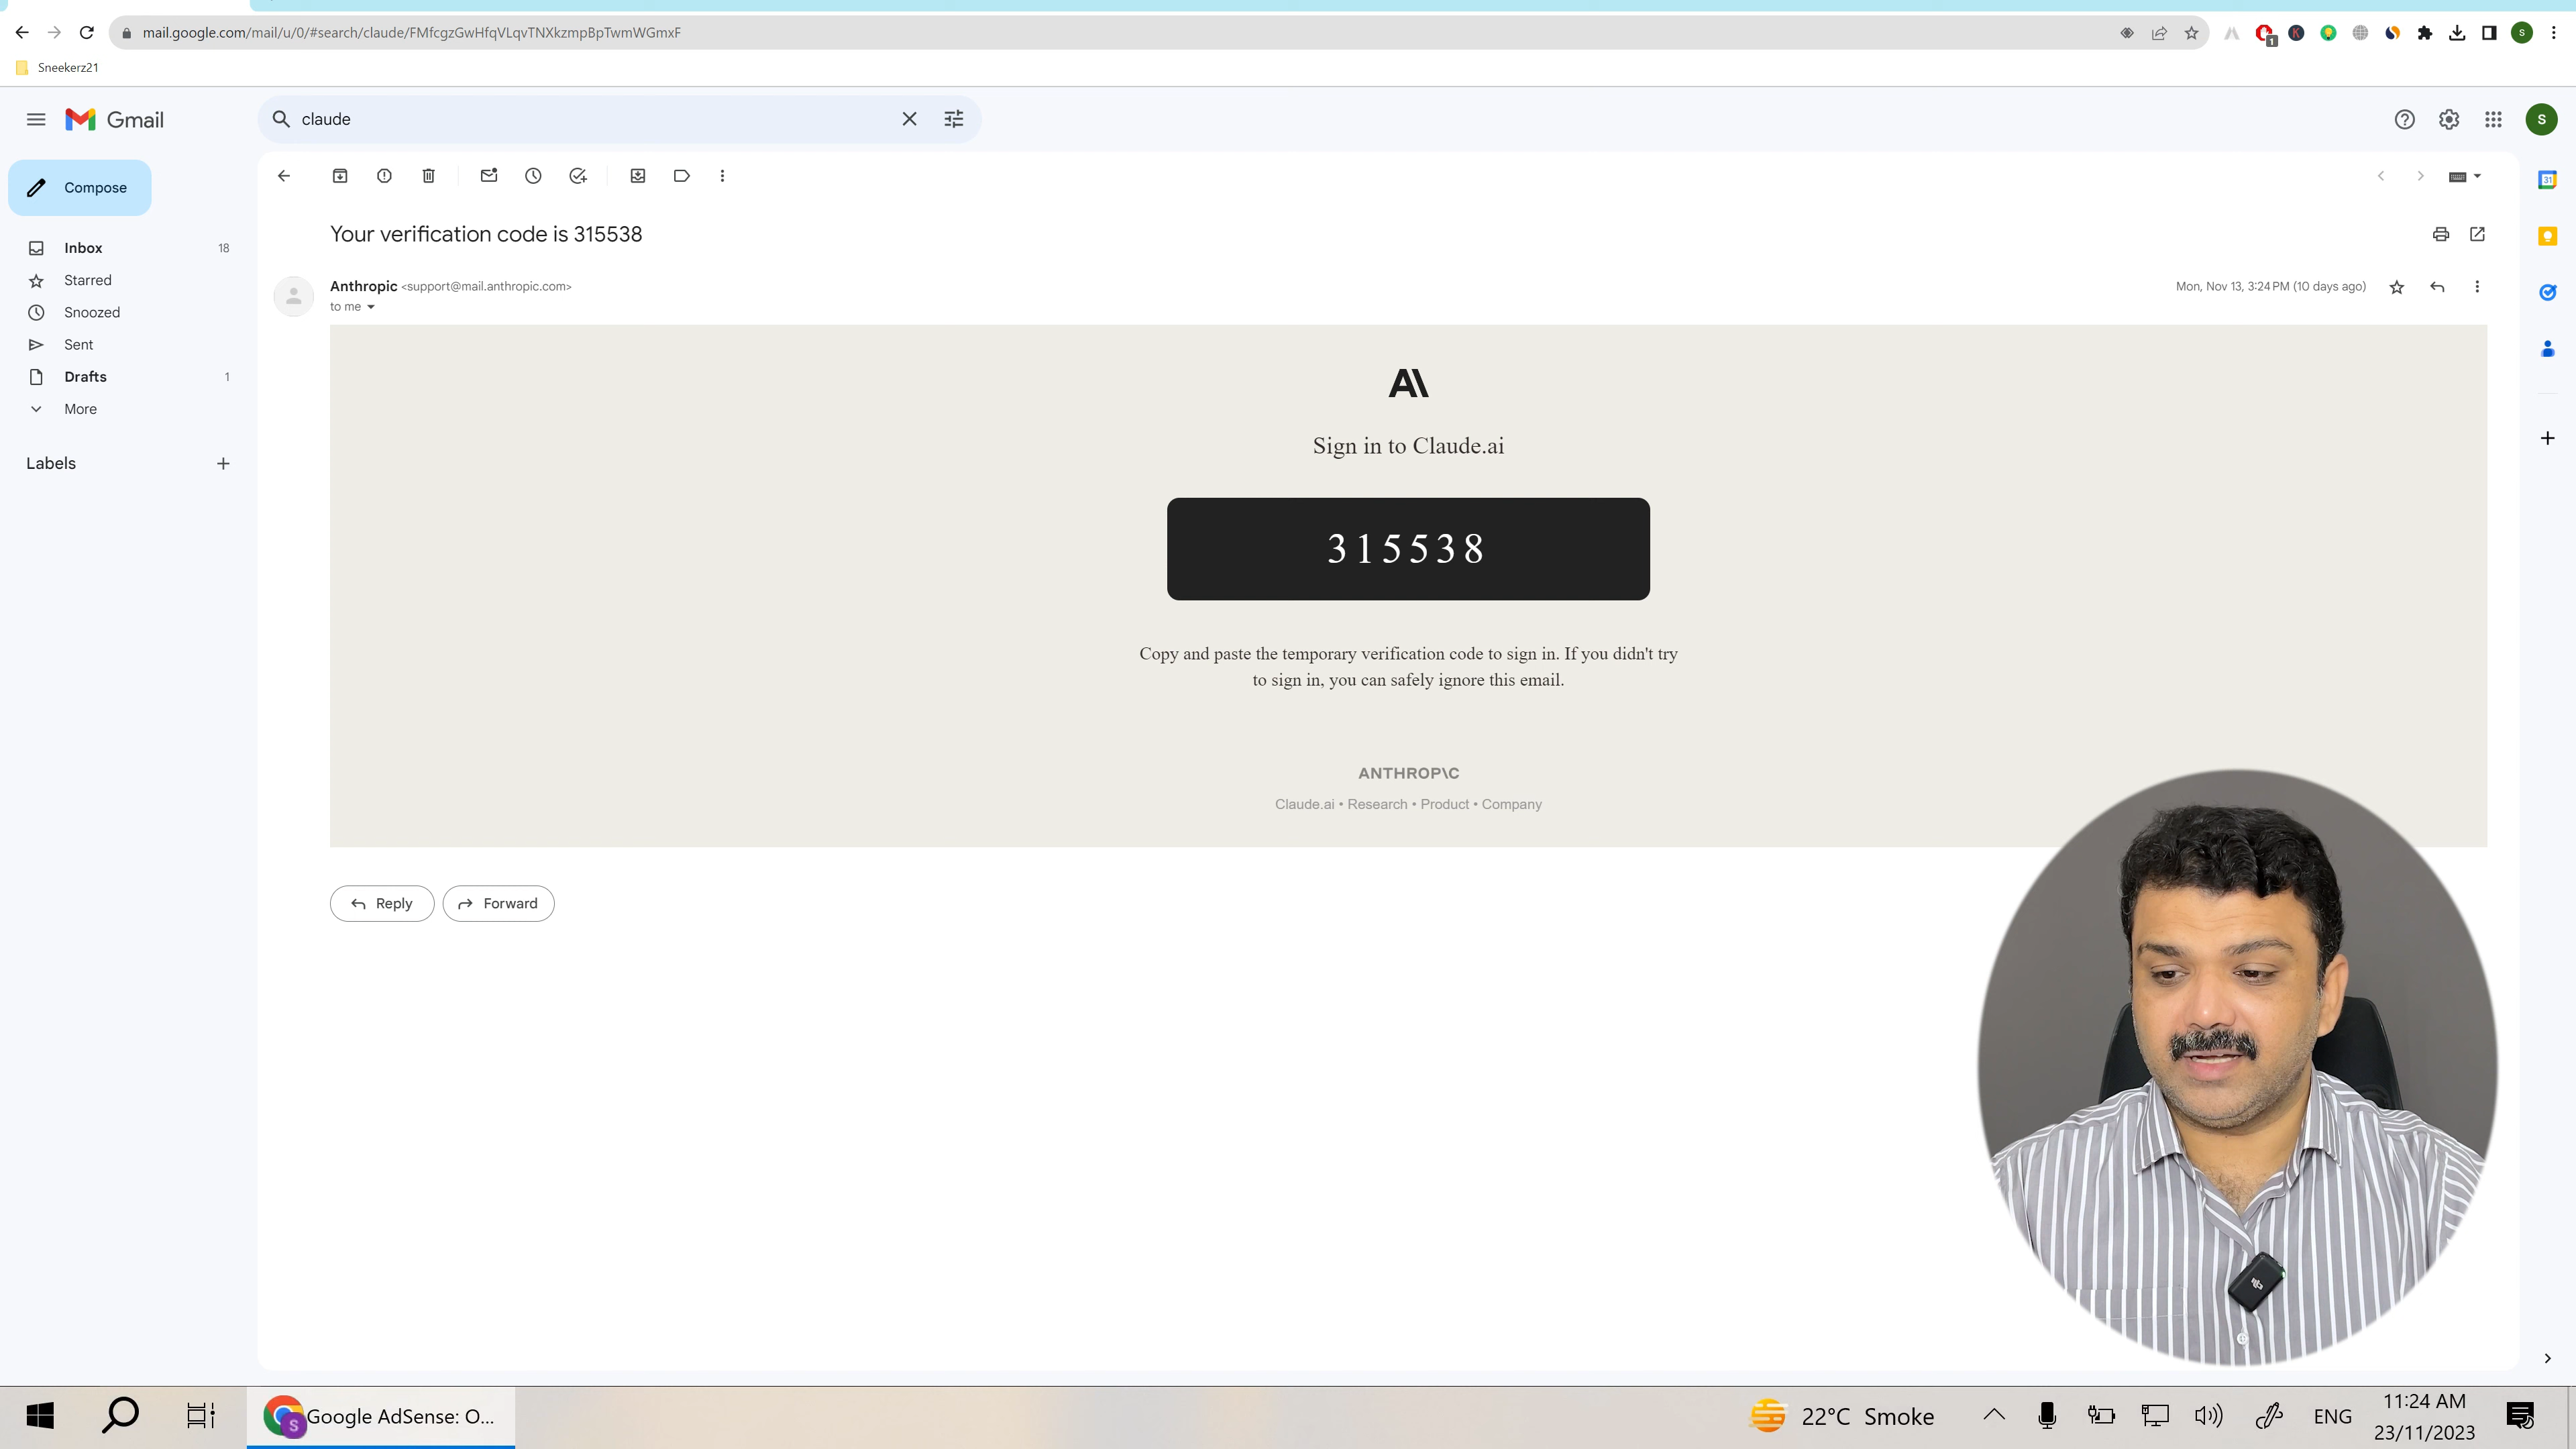 mail.google.com/mail/u/0/#search/claude/FMfcgzGwHfqVLqvTNXkzmpBpTwmWGmxF
1
S
Sneekerz21
Gmail
claude
S
Compose
31
Your verification code is 315538
Inbox 18
Anthropic <support@mail.anthropic.com>
Mon, Nov 13, 3:24 PM (10 days ago)
to me
Starred
Snoozed
Sent
Drafts 1
More
Labels
A\
Sign in to Claude.ai
315538
Copy and paste the temporary verification code to sign in. If you didn't try
to sign in, you can safely ignore this email.
ANTHROP\C
Claude.ai • Research • Product • Company
Reply
Forward
dji
S
Google AdSense: O...
22°C Smoke
ENG
11:24 AM
23/11/2023